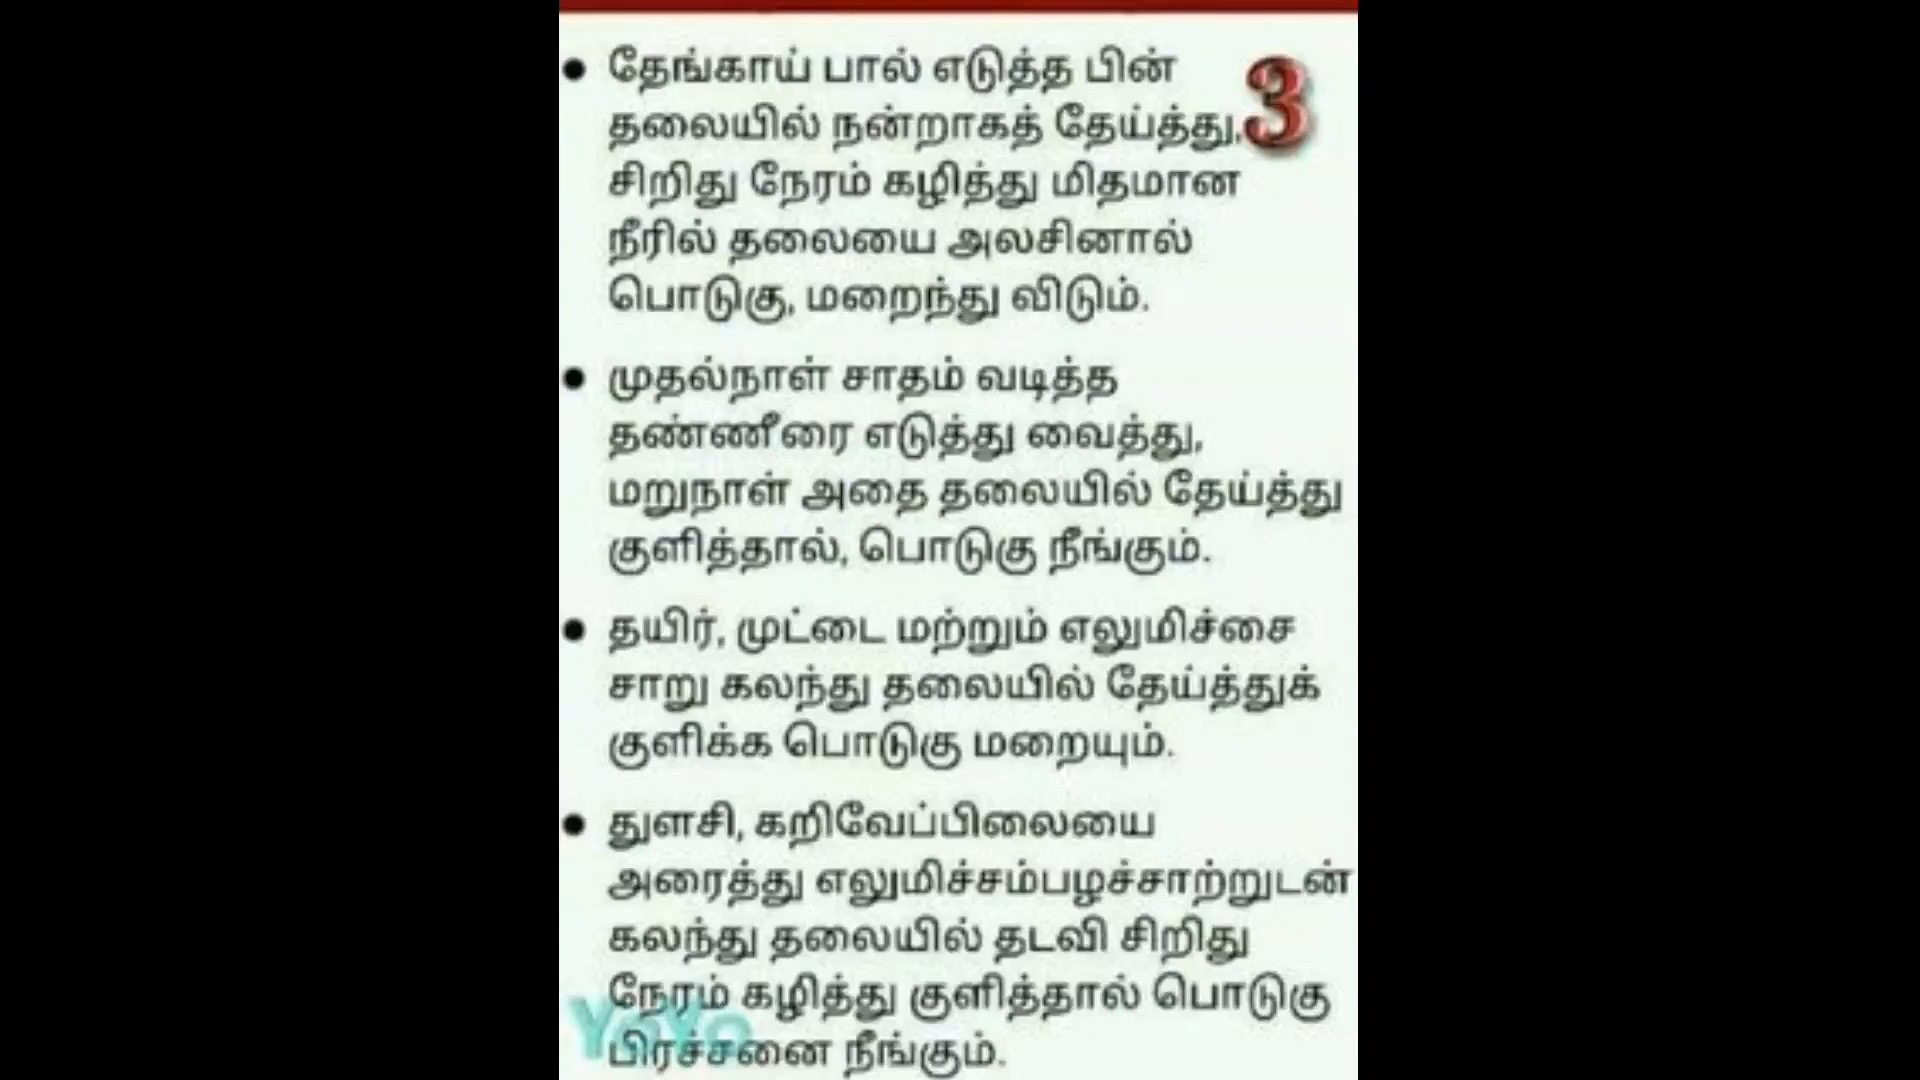 • தேங்காய் பால் எடுத்த பின்
3
தலையில் நன்றாகத் தேய்த்து,
சிறிது நேரம் கழித்து மிதமான
நீரில் தலையை அலசினால்
பொடுகு, மறைந்து விடும்.
• முதல்நாள் சாதம் வடித்த
தண்ணீரை எடுத்து வைத்து,
மறுநாள் அதை தலையில் தேய்த்து
குளித்தால், பொடுகு நீங்கும்.
• தயிர், முட்டை மற்றும் எலுமிச்சை
சாறு கலந்து தலையில் தேய்த்துக்
குளிக்க பொடுகு மறையும்.
• துளசி, கறிவேப்பிலையை
அரைத்து எலுமிச்சம்பழச்சாற்றுடன்
கலந்து தலையில் தடவி சிறிது
நேரம் கழித்து குளித்தால் பொடுகு
பிரச்சனை நீங்கும்.
YoYo